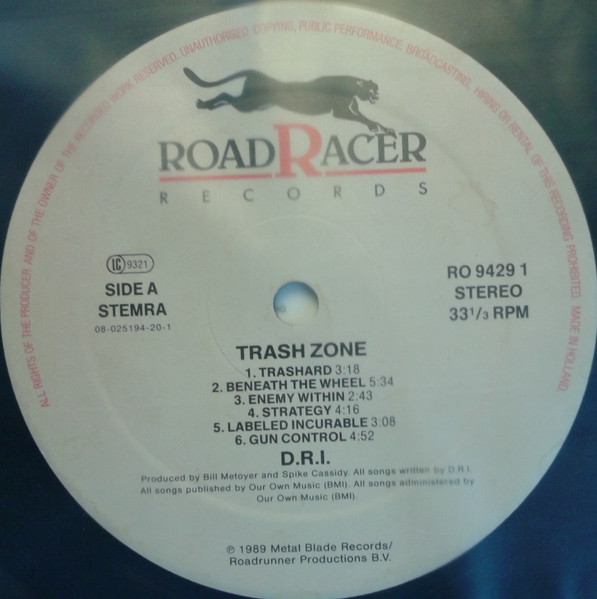 ALL RIGHTS OF THE PRODUCER AND OF THE OWNER OF THE RECORDED WORK RESERVED. UNAUTHORISED COPYING, PUBLIC PERFORMANCE, BROADCASTING, HIRING OR RENTAL OF THIS RECORDING PROHIBITED. MADE IN HOLLAND
ROADRACER
RECORDS
LC 9321
SIDE A
STEMRA
08-025194-20-1
RO 9429 1
STEREO
33 1/3 RPM
TRASH ZONE
1. TRASHARD 3:18
2. BENEATH THE WHEEL 5:34
3. ENEMY WITHIN 2:43
4. STRATEGY 4:16
5. LABELED INCURABLE 3:08
6. GUN CONTROL 4:52
D.R.I.
Produced by Bill Metoyer and Spike Cassidy. All songs written by D.R.I.
All songs published by Our Own Music (BMI). All songs administered by
Our Own Music (BMI).
℗ 1989 Metal Blade Records/
Roadrunner Productions B.V.